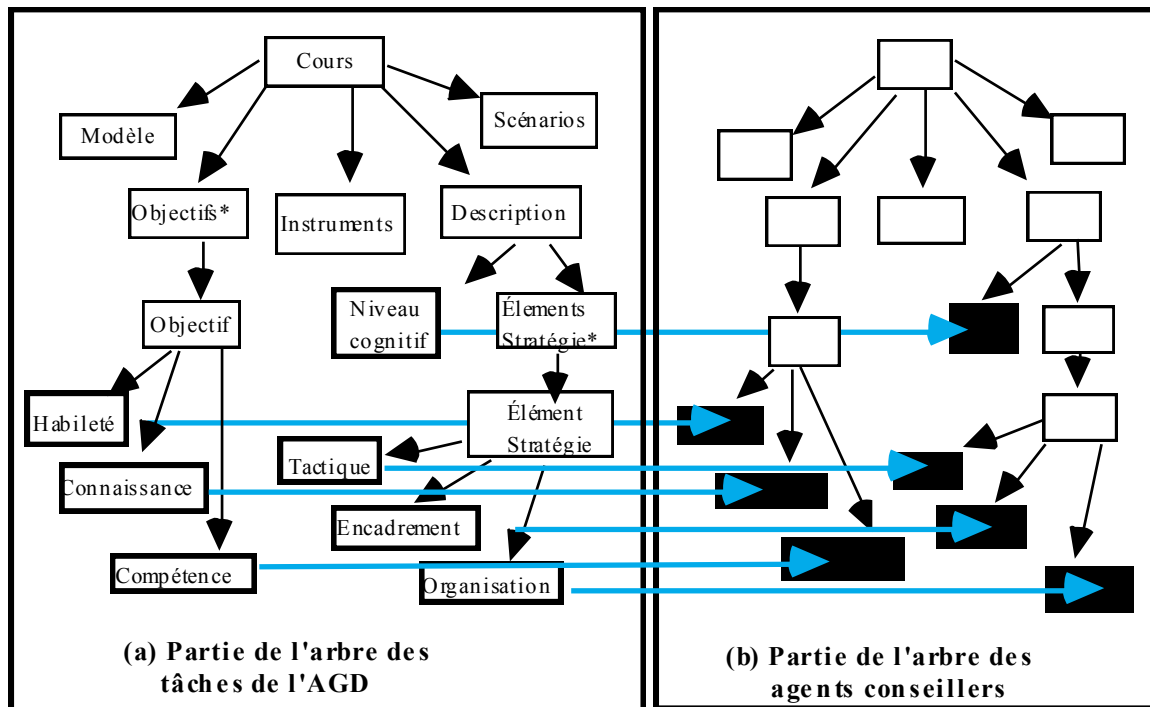 Cours
Modèle
Scénarios
Objectifs*
Instruments
Description
Objectif
Niveau
cognitif
Élements
Stratégie*
Habileté
Élément
Stratégie
Tactique
Connaissance
Encadrement
Compétence
Organisation
(a) Partie de l'arbre des
tâches de l'AGD
(b) Partie de l'arbre des
agents conseillers